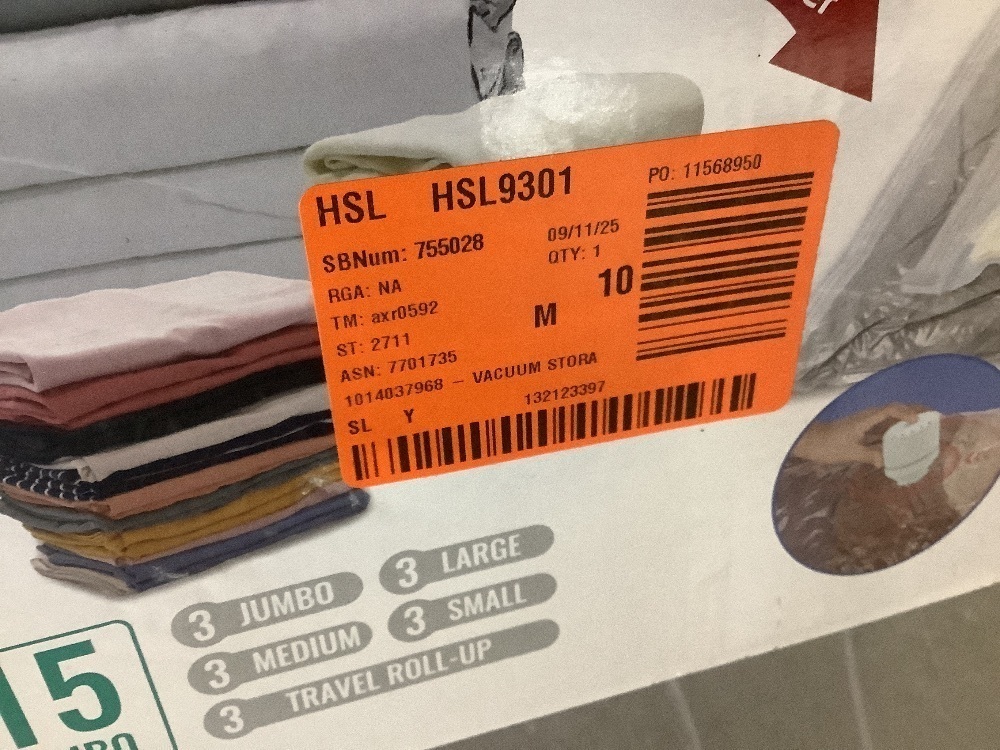 HSL HSL9301 PO: 11568950
SBNum: 755028 09/11/25
RGA: NA QTY: 1
TM: axr0592 M 10
ST: 2711
ASN: 7701735
1014037968 – VACUUM STORA
SL Y 132123397
3 JUMBO 3 LARGE
3 MEDIUM 3 SMALL
3 TRAVEL ROLL-UP
15